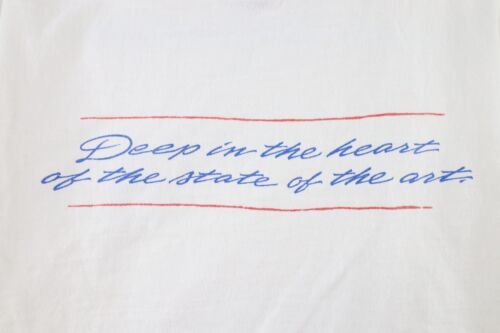 Deep in the heart
of the state of the art.